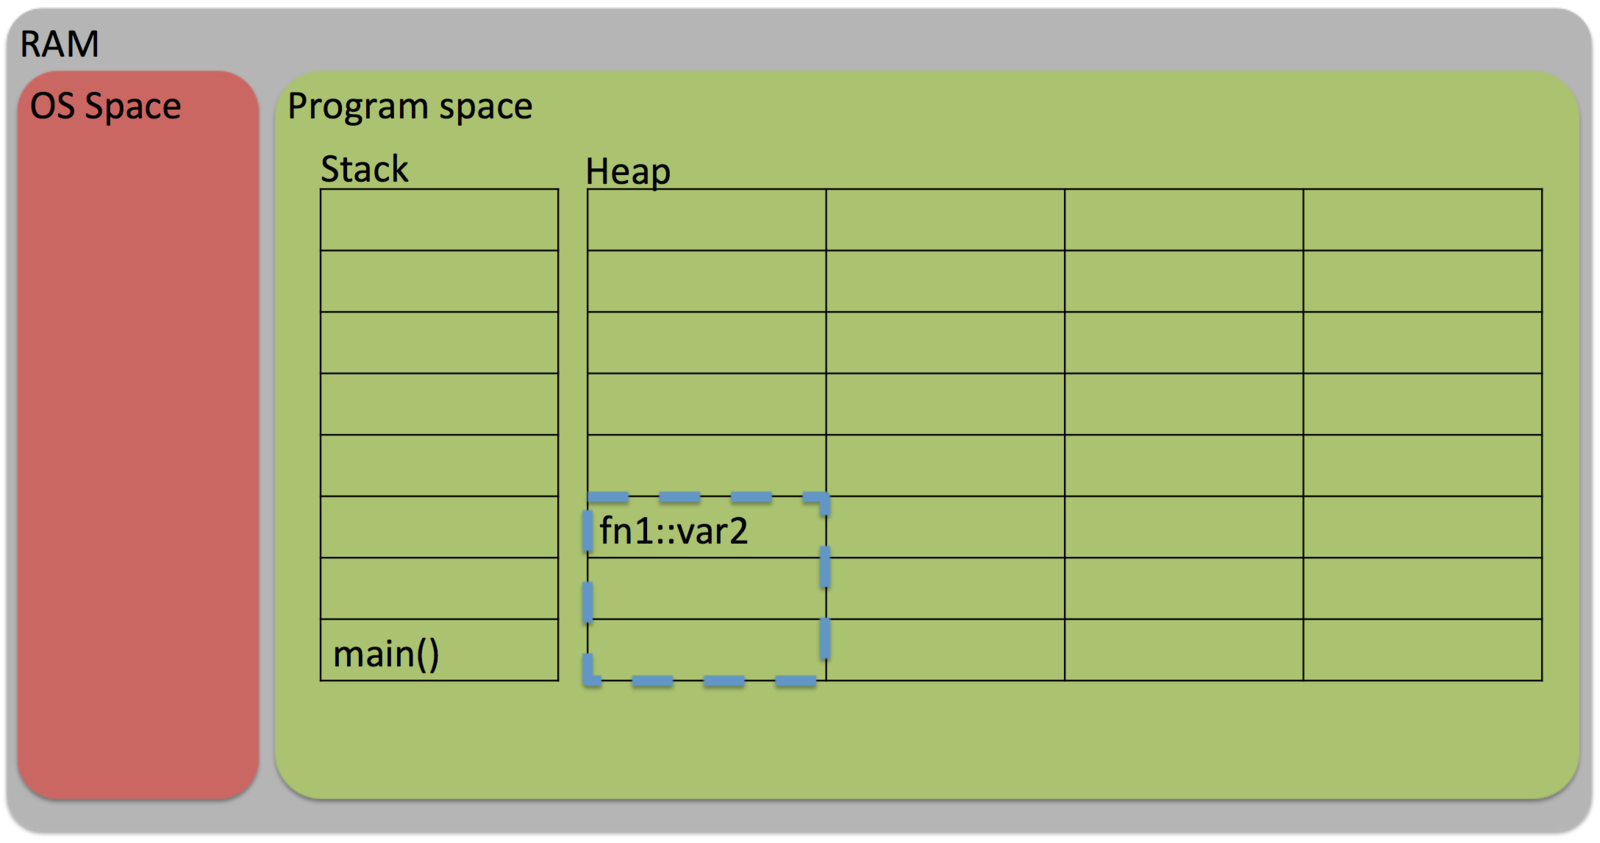 RAM
OS Space
Program space
Stack
Heap
fn1::var2
main()